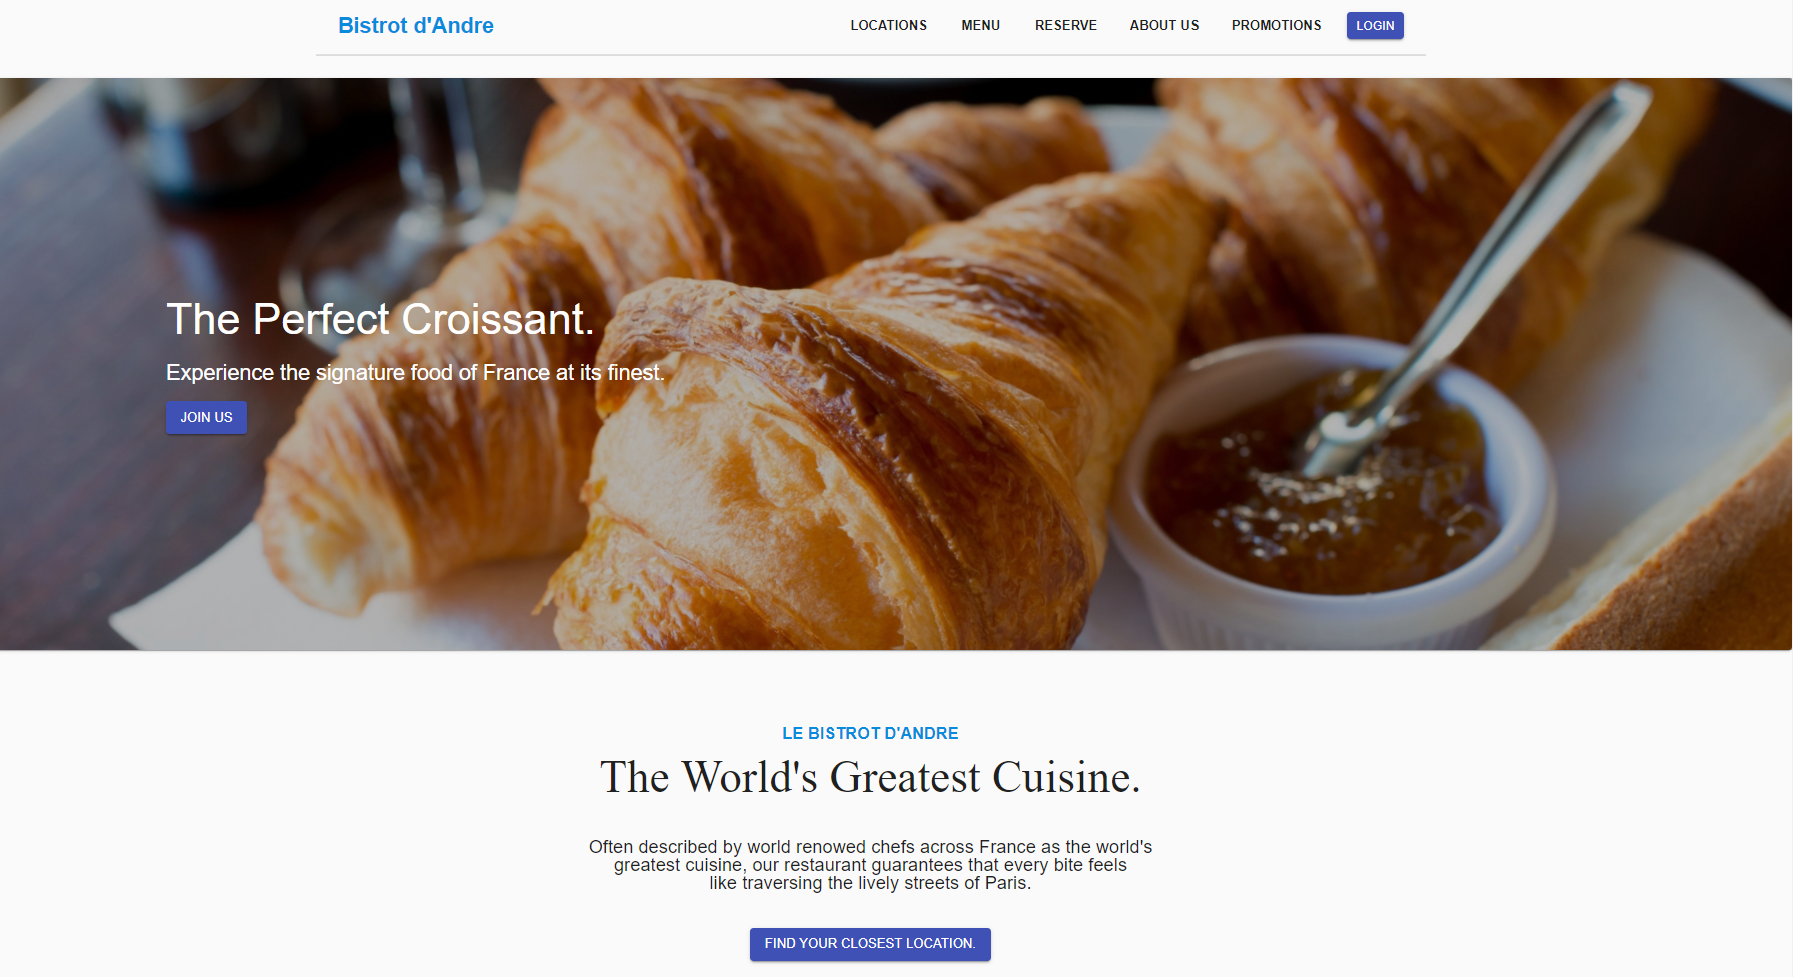 Bistrot d'Andre
LOCATIONS MENU RESERVE ABOUT US PROMOTIONS LOGIN
The Perfect Croissant.
Experience the signature food of France at its finest.
JOIN US
LE BISTROT D'ANDRE
The World's Greatest Cuisine.
Often described by world renowed chefs across France as the world's
greatest cuisine, our restaurant guarantees that every bite feels
like traversing the lively streets of Paris.
FIND YOUR CLOSEST LOCATION.